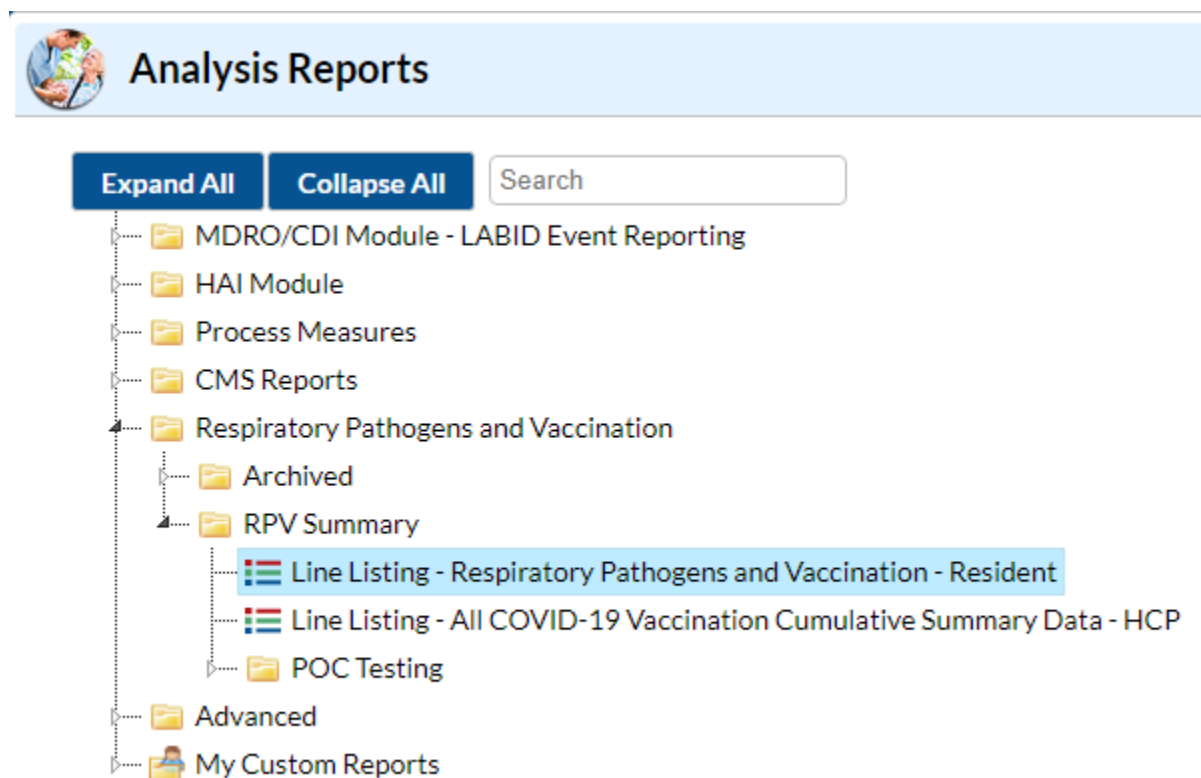 Analysis Reports
Expand All Collapse All Search
MDRO/CDI Module - LABID Event Reporting
HAI Module
Process Measures
CMS Reports
Respiratory Pathogens and Vaccination
Archived
RPV Summary
Line Listing - Respiratory Pathogens and Vaccination - Resident
Line Listing - All COVID-19 Vaccination Cumulative Summary Data - HCP
POC Testing
Advanced
My Custom Reports